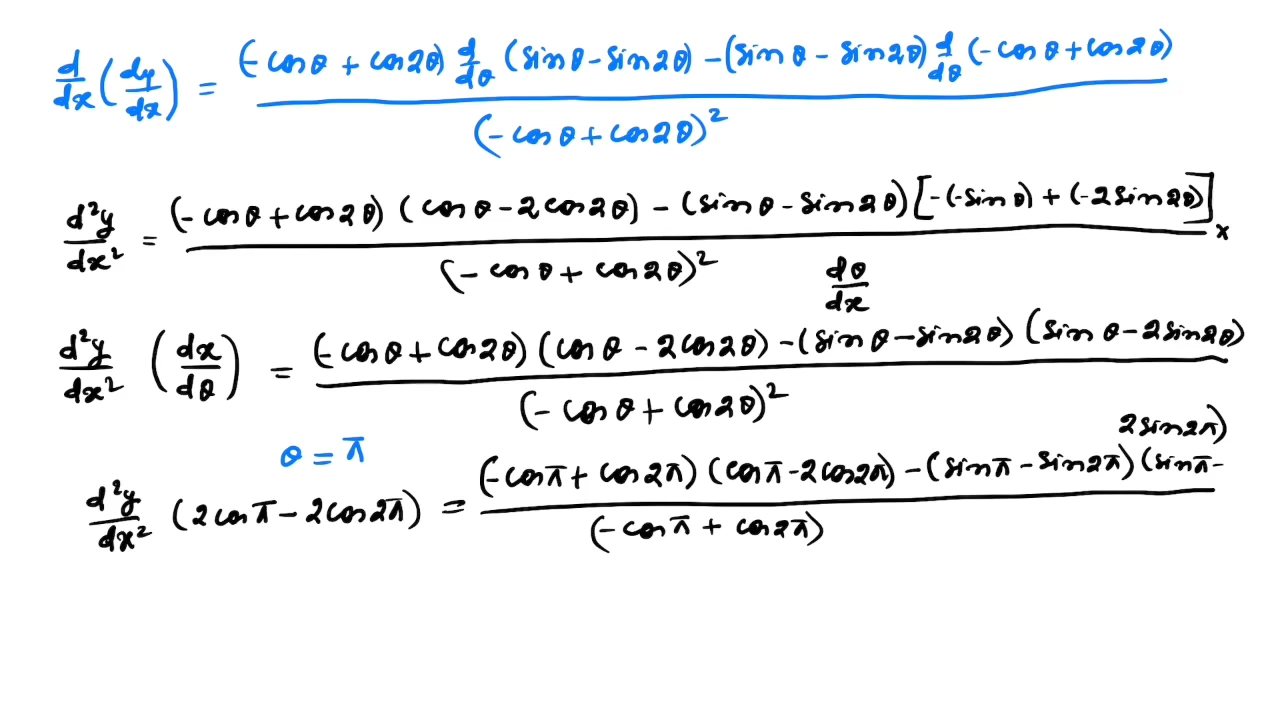 d/dx (dy/dx) = ((-cosθ + cos2θ) d/dθ (sinθ - sin2θ) - (sinθ - sin2θ) d/dθ (-cosθ + cos2θ)) / (-cosθ + cos2θ)²
d²y/dx² = ((-cosθ + cos2θ) (cosθ - 2cos2θ) - (sinθ - sin2θ) [-(-sinθ) + (-2sin2θ)]) / (-cosθ + cos2θ)² × dθ/dx
d²y/dx² (dx/dθ) = ((-cosθ + cos2θ) (cosθ - 2cos2θ) - (sinθ - sin2θ) (sinθ - 2sin2θ)) / (-cosθ + cos2θ)²
θ = π
d²y/dx² (2cosπ - 2cos2π) = ((-cosπ + cos2π) (cosπ - 2cos2π) - (sinπ - sin2π) (sinπ - 2sin2π)) / (-cosπ + cos2π)